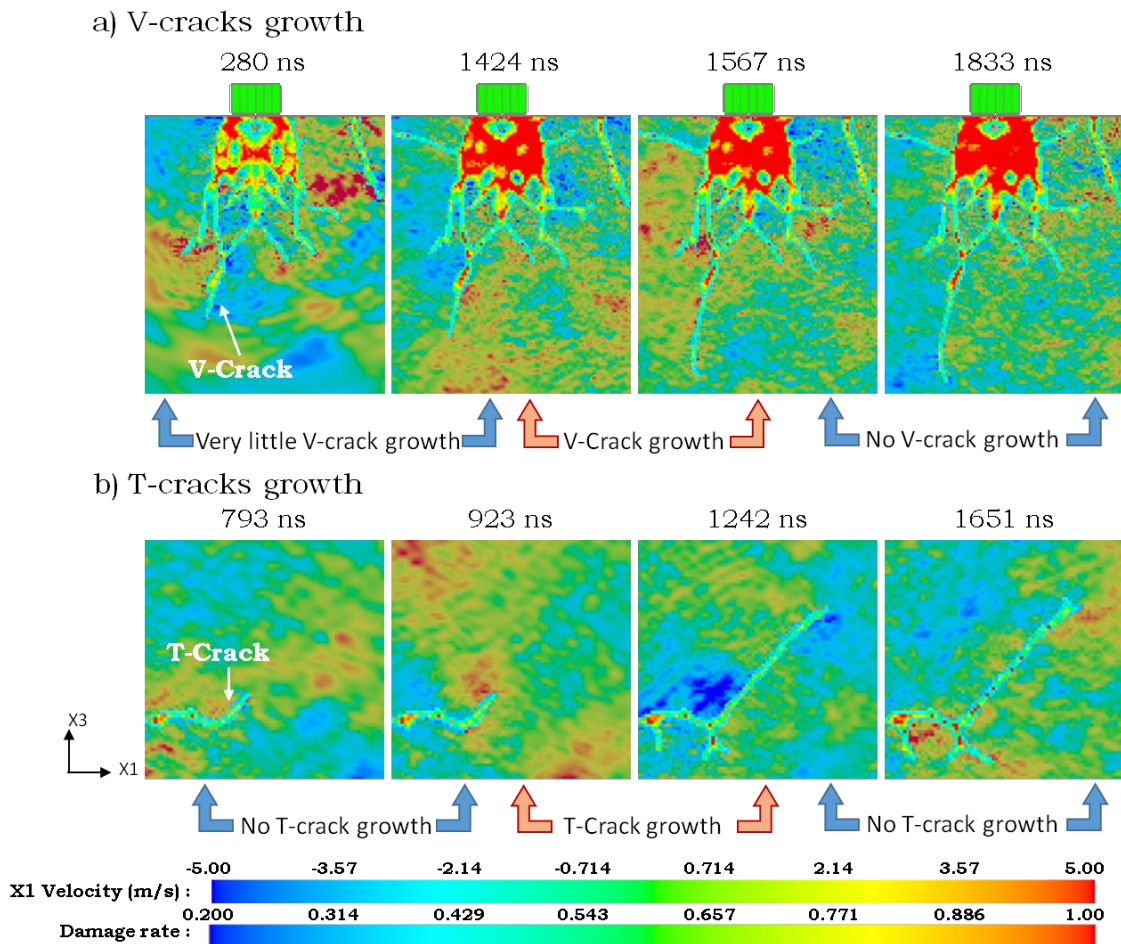 a) V-cracks growth
280 ns 1424 ns 1567 ns 1833 ns
V-Crack
Very little V-crack growth V-Crack growth No V-crack growth
b) T-cracks growth
793 ns 923 ns 1242 ns 1651 ns
T-Crack
X3
X1
No T-crack growth T-Crack growth No T-crack growth
-5.00 -3.57 -2.14 -0.714 0.714 2.14 3.57 5.00
X1 Velocity (m/s) :
0.200 0.314 0.429 0.543 0.657 0.771 0.886 1.00
Damage rate :